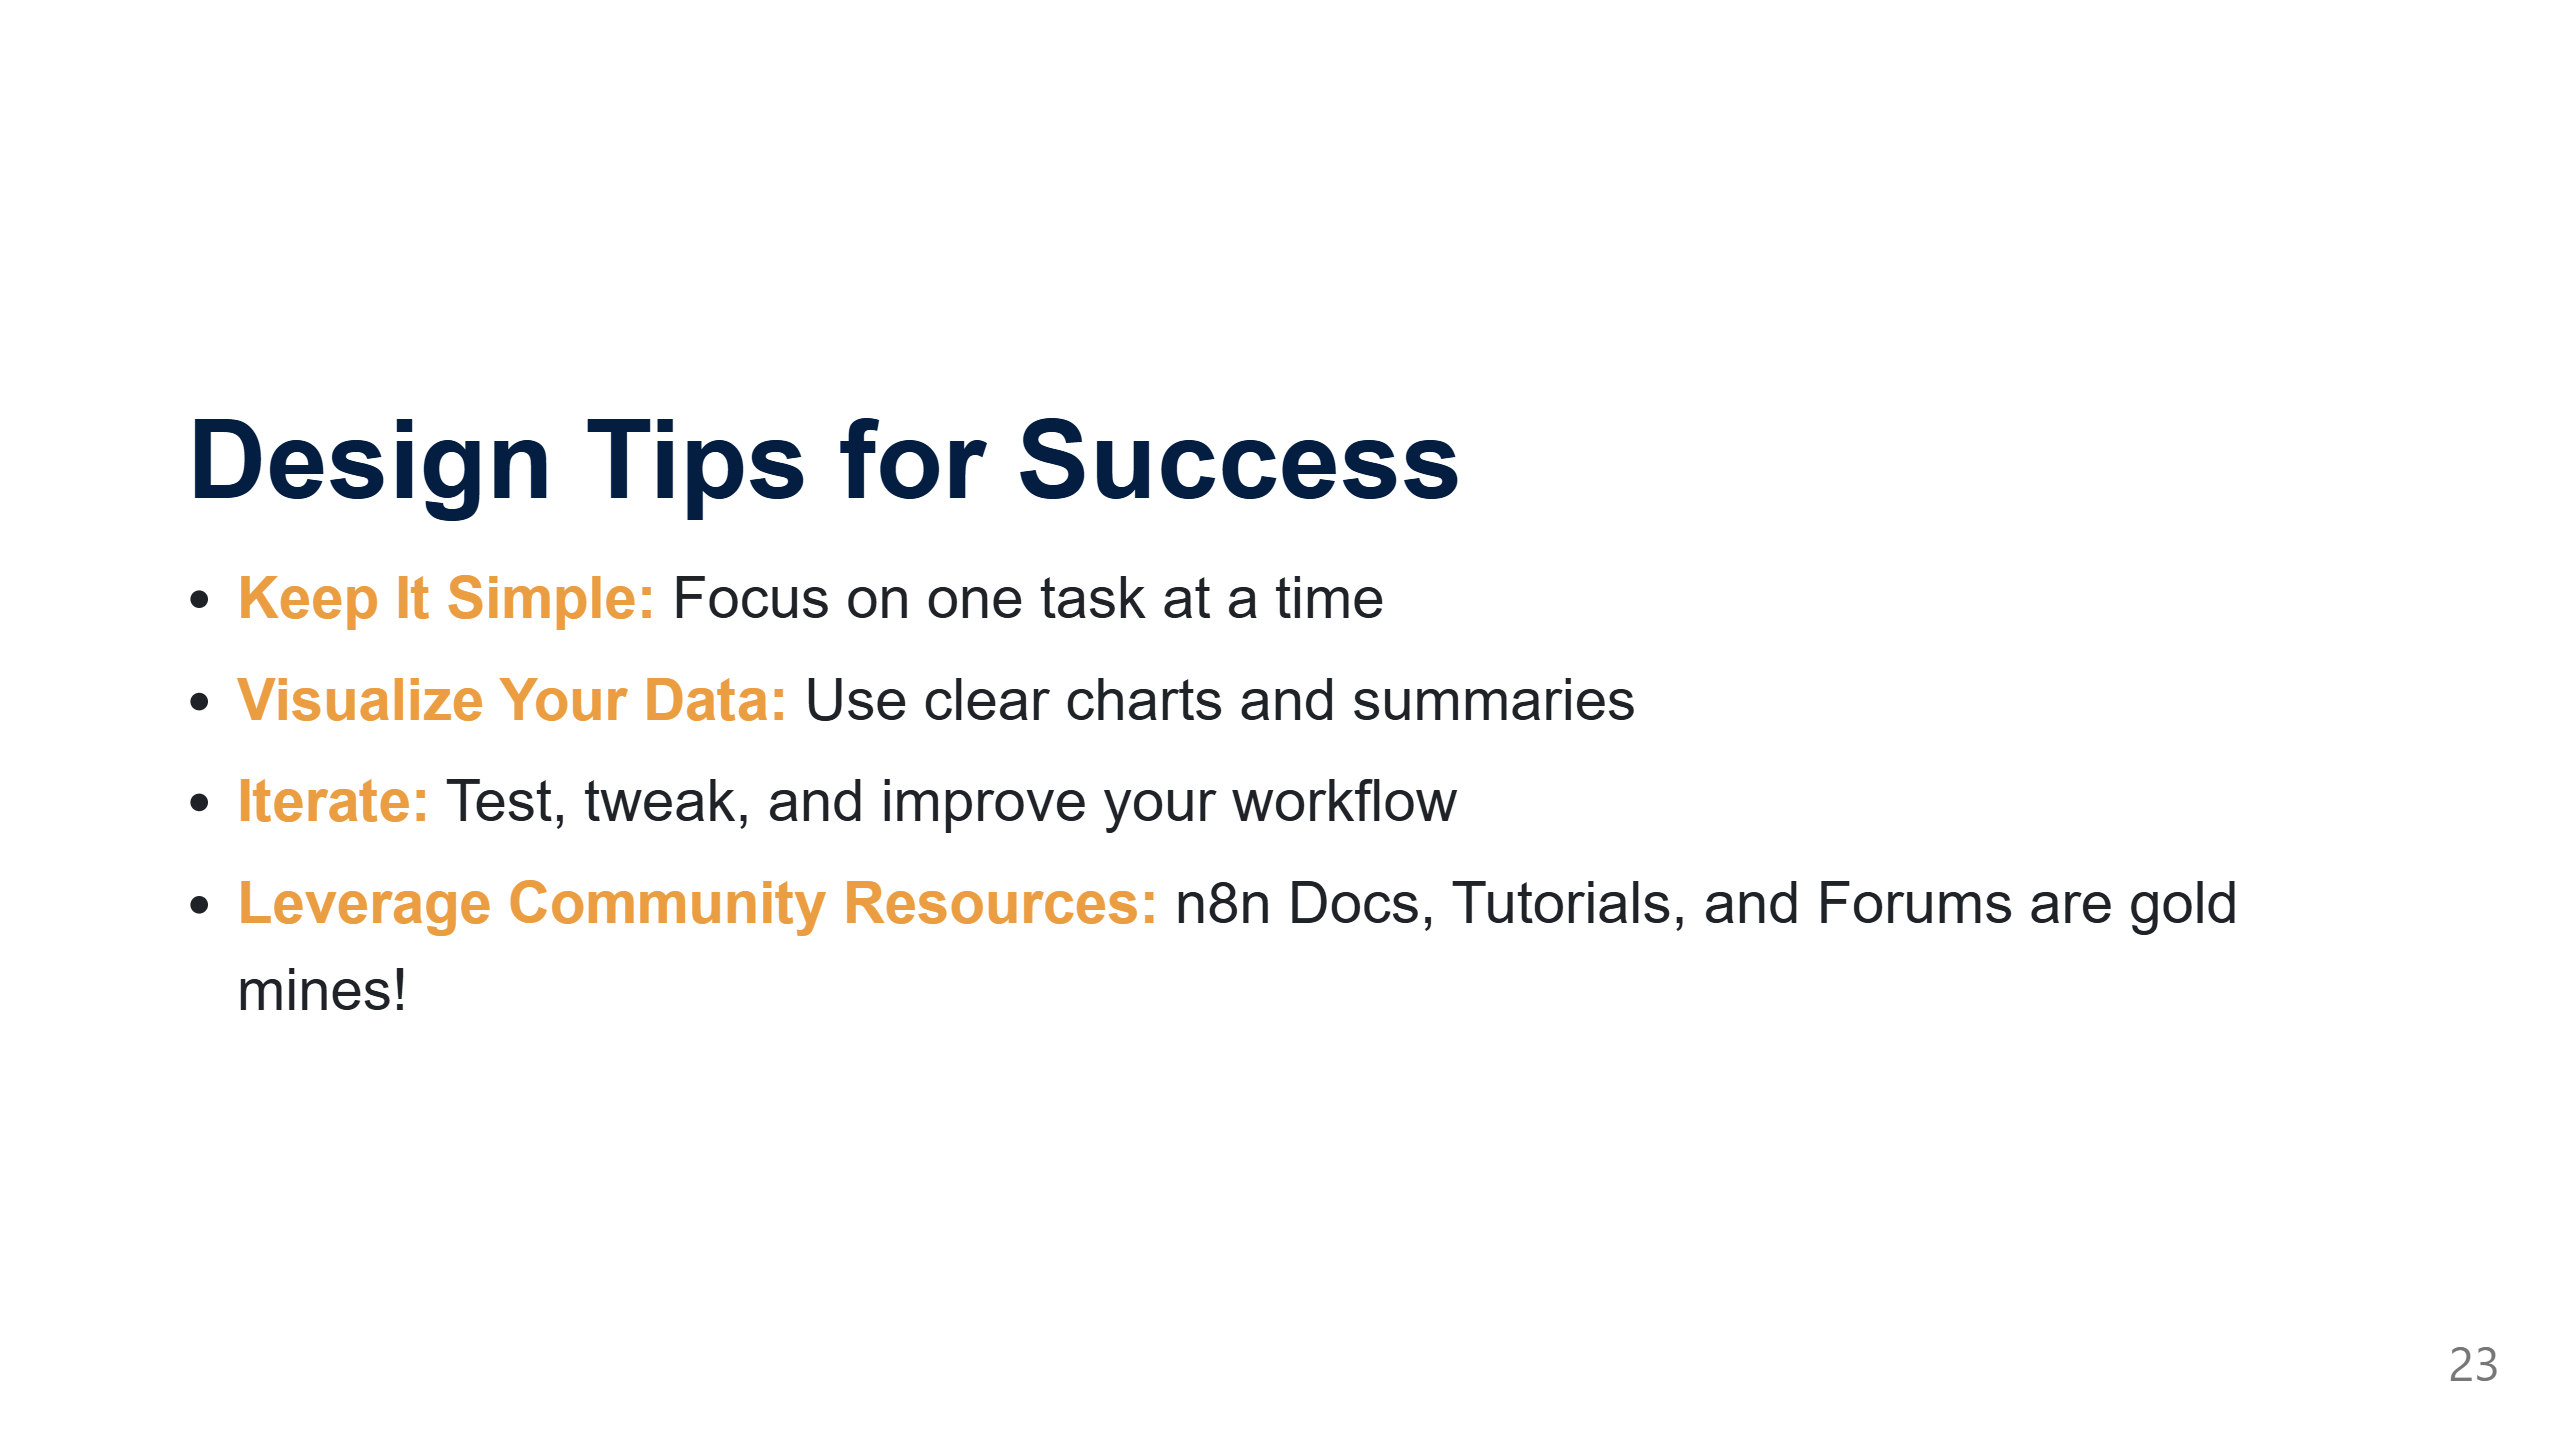 Design Tips for Success
• Keep It Simple: Focus on one task at a time
• Visualize Your Data: Use clear charts and summaries
• Iterate: Test, tweak, and improve your workflow
• Leverage Community Resources: n8n Docs, Tutorials, and Forums are gold
mines!
23